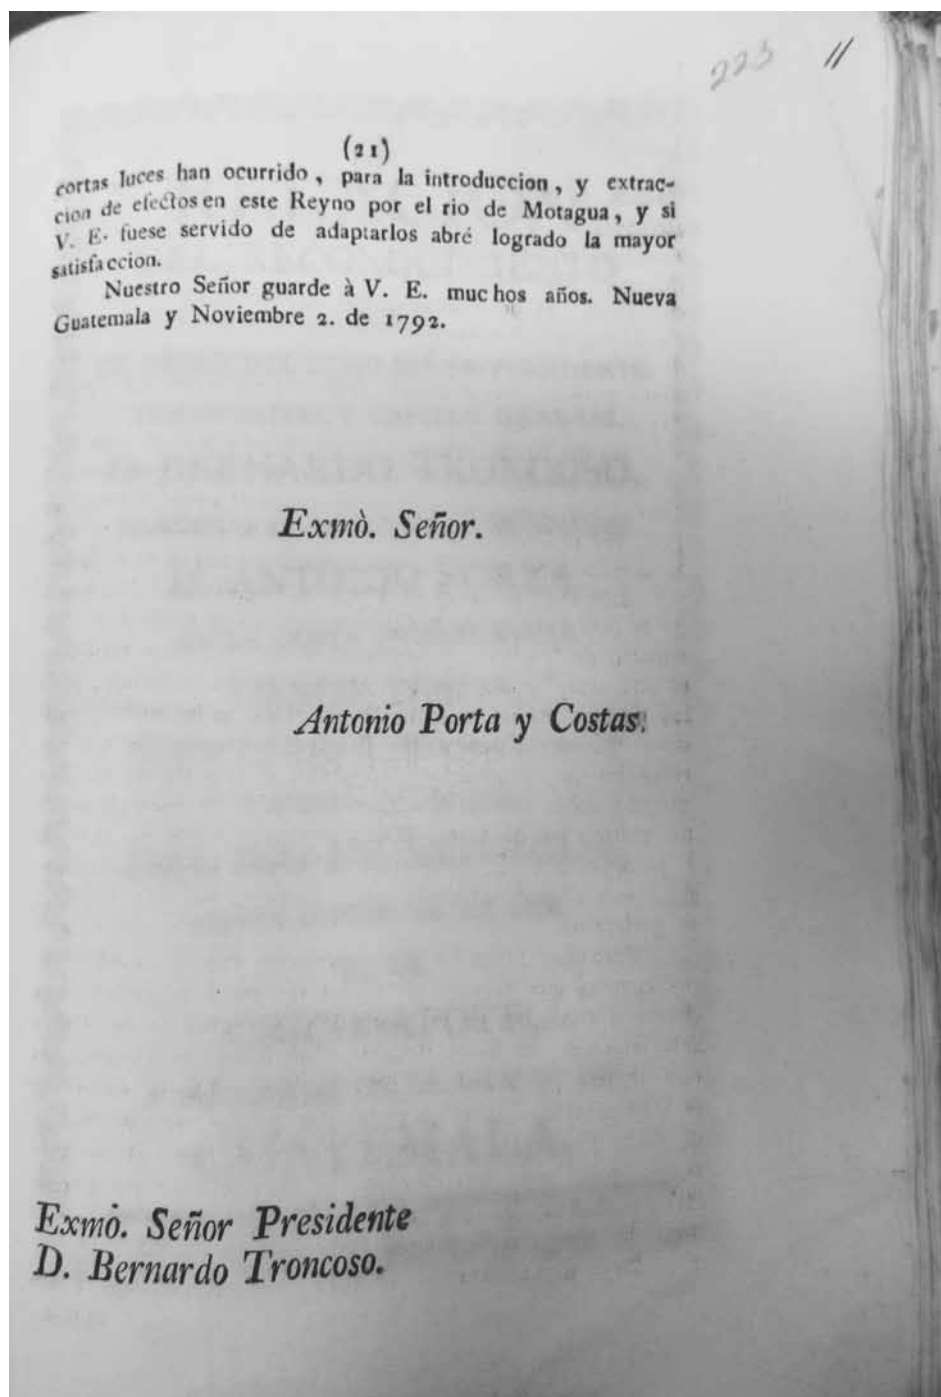 223 11
(21)
cortas luces han ocurrido, para la introduccion, y extrac-
cion de efectos en este Reyno por el rio de Motagua, y si
V. E. fuese servido de adaptarlos abré logrado la mayor
satisfaccion.
Nuestro Señor guarde à V. E. muchos años. Nueva
Guatemala y Noviembre 2. de 1792.
Exmò. Señor.
Antonio Porta y Costas.
Exmò. Señor Presidente
D. Bernardo Troncoso.